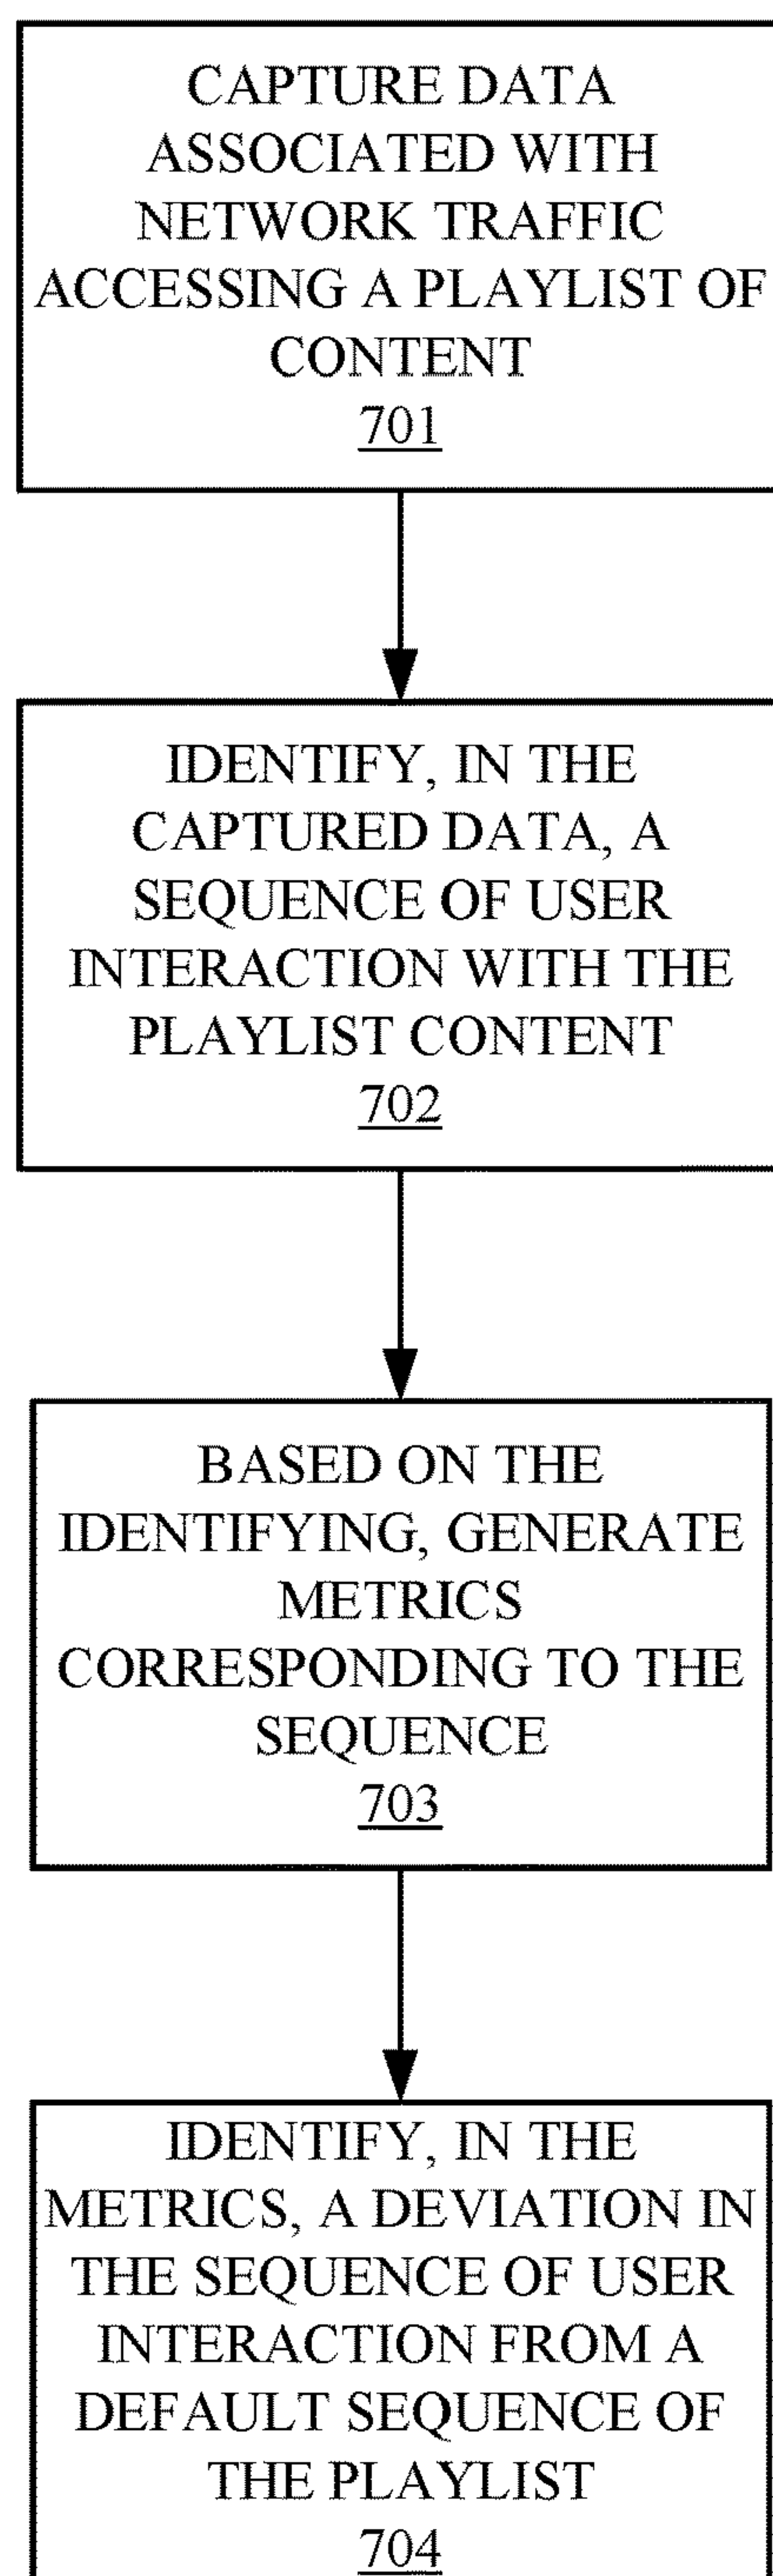 CAPTURE DATA
ASSOCIATED WITH
NETWORK TRAFFIC
ACCESSING A PLAYLIST OF
CONTENT
701
IDENTIFY, IN THE
CAPTURED DATA, A
SEQUENCE OF USER
INTERACTION WITH THE
PLAYLIST CONTENT
702
BASED ON THE
IDENTIFYING, GENERATE
METRICS
CORRESPONDING TO THE
SEQUENCE
703
IDENTIFY, IN THE
METRICS, A DEVIATION IN
THE SEQUENCE OF USER
INTERACTION FROM A
DEFAULT SEQUENCE OF
THE PLAYLIST
704